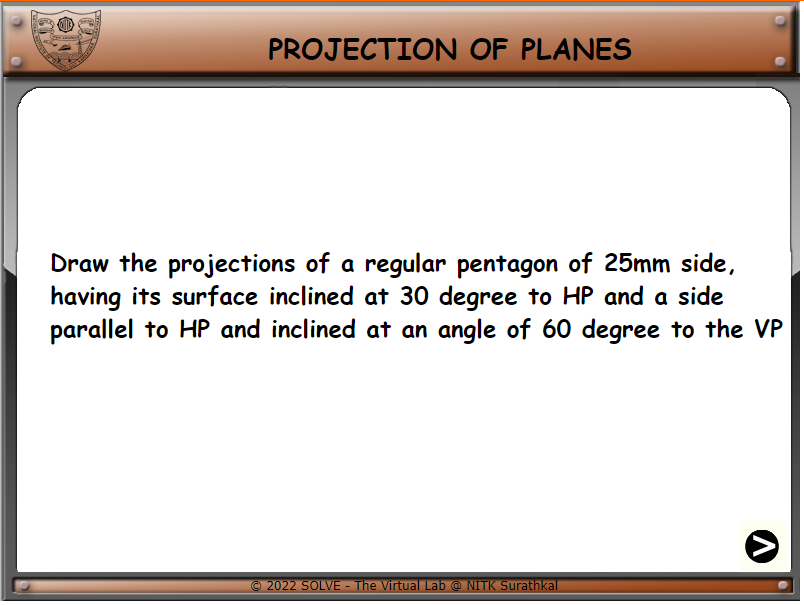 PROJECTION OF PLANES
Draw the projections of a regular pentagon of 25mm side,
having its surface inclined at 30 degree to HP and a side
parallel to HP and inclined at an angle of 60 degree to the VP
© 2022 SOLVE - The Virtual Lab @ NITK Surathkal